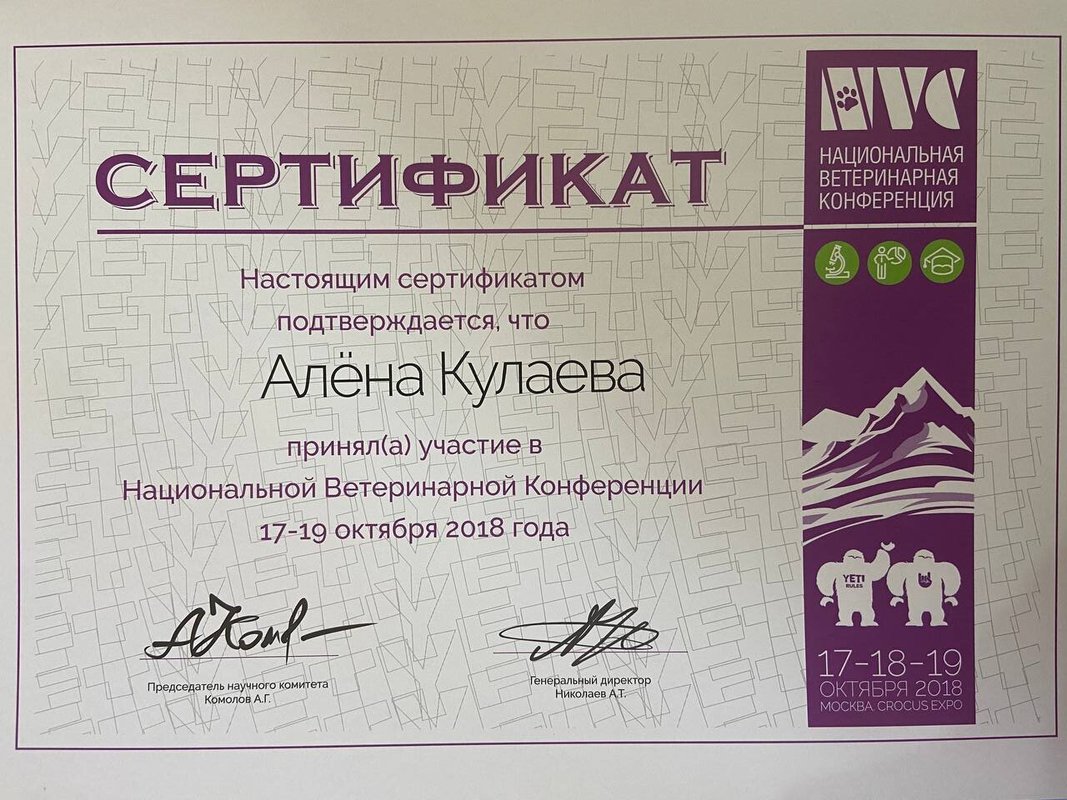 СЕРТИФИКАТ
Настоящим сертификатом
подтверждается, что
Алёна Кулаева
принял(а) участие в
Национальной Ветеринарной Конференции
17-19 октября 2018 года
Председатель научного комитета
Комолов А.Г.
Генеральный директор
Николаев А.Т.
NVC
НАЦИОНАЛЬНАЯ
ВЕТЕРИНАРНАЯ
КОНФЕРЕНЦИЯ
YETI
RULES
17-18-19
ОКТЯБРЯ 2018
МОСКВА, CROCUS EXPO